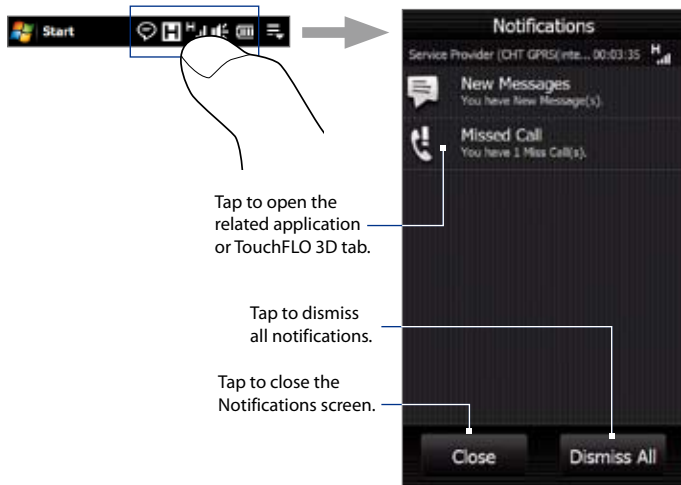 Start
Notifications
Service Provider (CHT GPRS(inte... 00:03:35 H
New Messages
You have New Message(s).
Missed Call
You have 1 Miss Call(s).
Tap to open the
related application
or TouchFLO 3D tab.
Tap to dismiss
all notifications.
Tap to close the
Notifications screen.
Close
Dismiss All